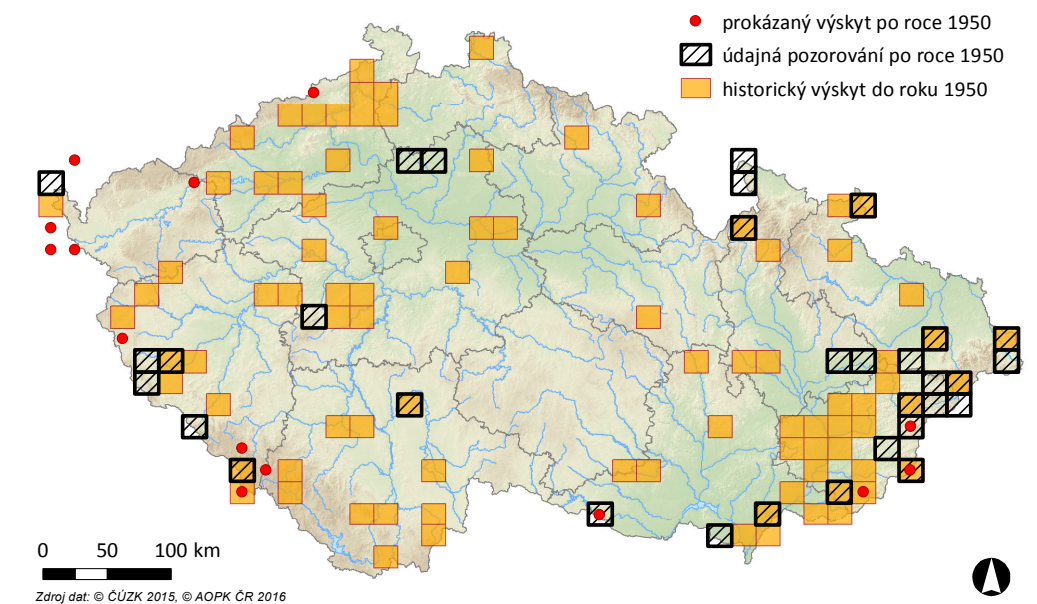 prokázaný výskyt po roce 1950
údajná pozorování po roce 1950
historický výskyt do roku 1950
0 50 100 km
Zdroj dat: © ČÚZK 2015, © AOPK ČR 2016